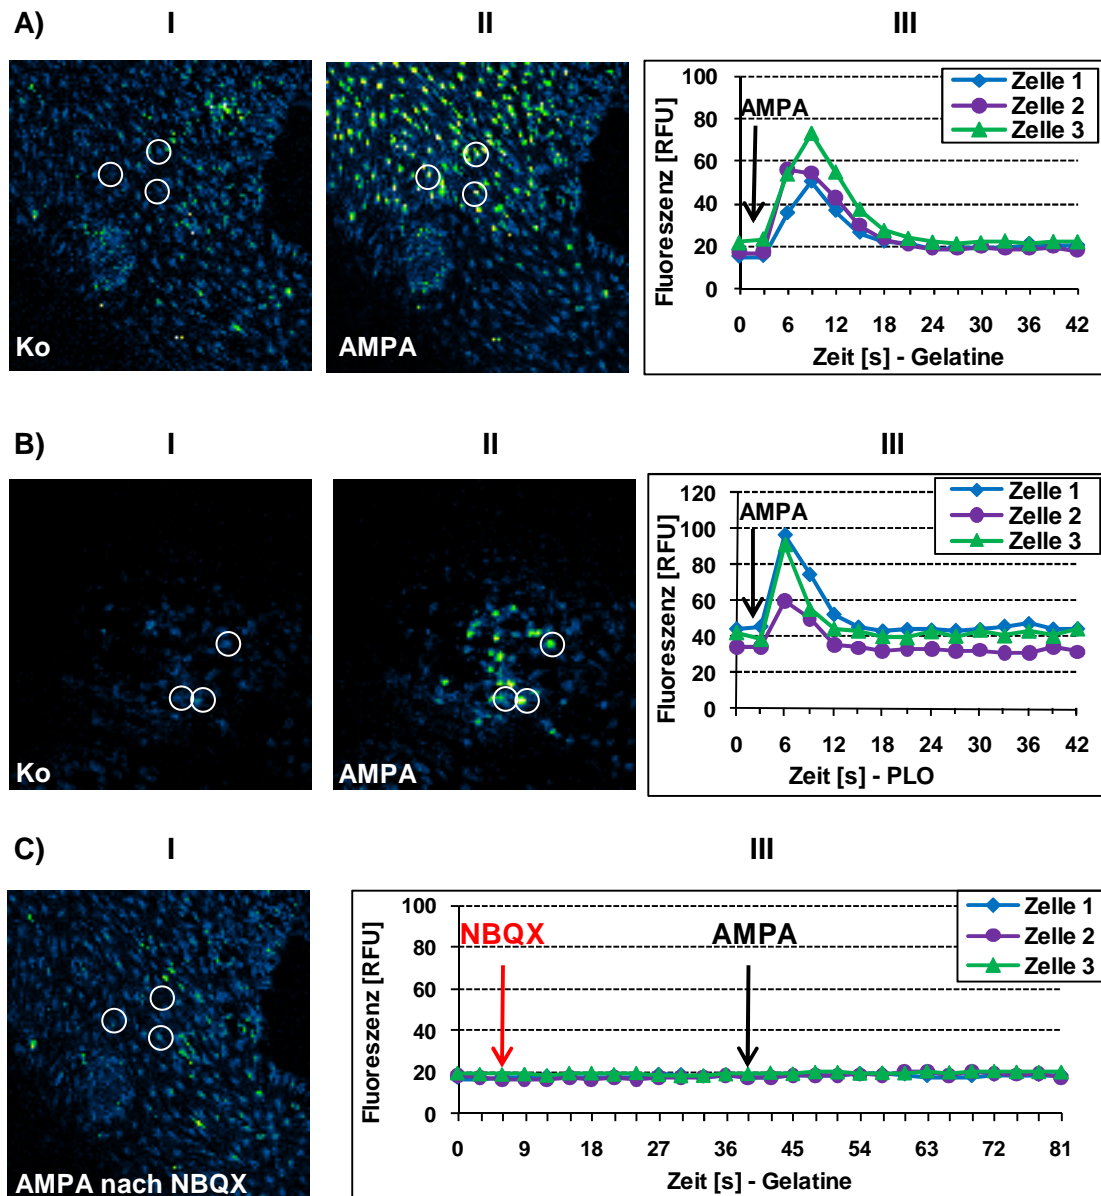 A) I II III
Ko
AMPA
Fluoreszenz [RFU]
100
80
60
40
20
0
AMPA
Zelle 1
Zelle 2
Zelle 3
0 6 12 18 24 30 36 42
Zeit [s] - Gelatine
B) I II III
Ko
AMPA
Fluoreszenz [RFU]
120
100
80
60
40
20
0
AMPA
Zelle 1
Zelle 2
Zelle 3
0 6 12 18 24 30 36 42
Zeit [s] - PLO
C) I III
AMPA nach NBQX
Fluoreszenz [RFU]
100
80
60
40
20
0
NBQX
AMPA
Zelle 1
Zelle 2
Zelle 3
0 9 18 27 36 45 54 63 72 81
Zeit [s] - Gelatine